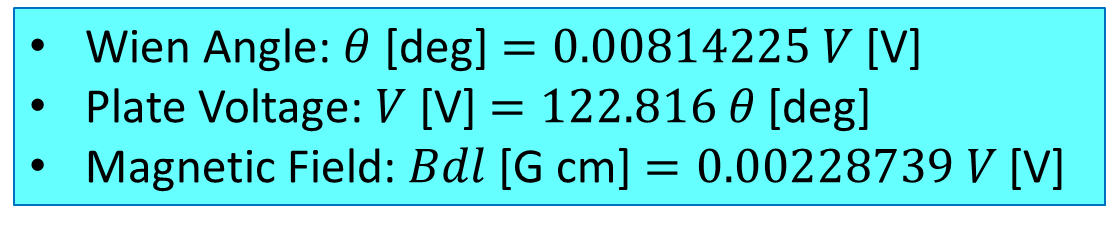 • Wien Angle: θ [deg] = 0.00814225 V [V]
• Plate Voltage: V [V] = 122.816 θ [deg]
• Magnetic Field: Bdl [G cm] = 0.00228739 V [V]